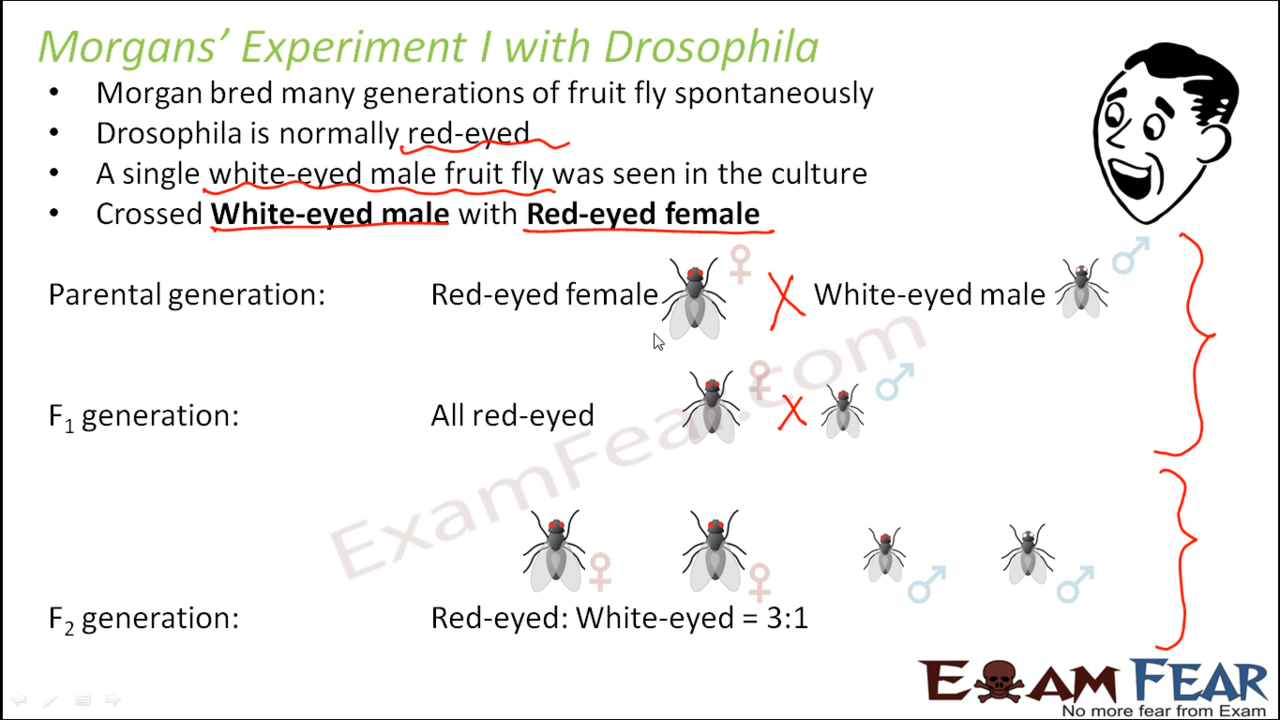 Morgans’ Experiment I with Drosophila
• Morgan bred many generations of fruit fly spontaneously
• Drosophila is normally red-eyed
• A single white-eyed male fruit fly was seen in the culture
• Crossed White-eyed male with Red-eyed female
Parental generation: Red-eyed female ♀ X White-eyed male ♂
F₁ generation: All red-eyed ♀ X ♂
♀ ♀ ♂ ♂
F₂ generation: Red-eyed: White-eyed = 3:1
ExamFear.com
EXAM FEAR
No more fear from Exam